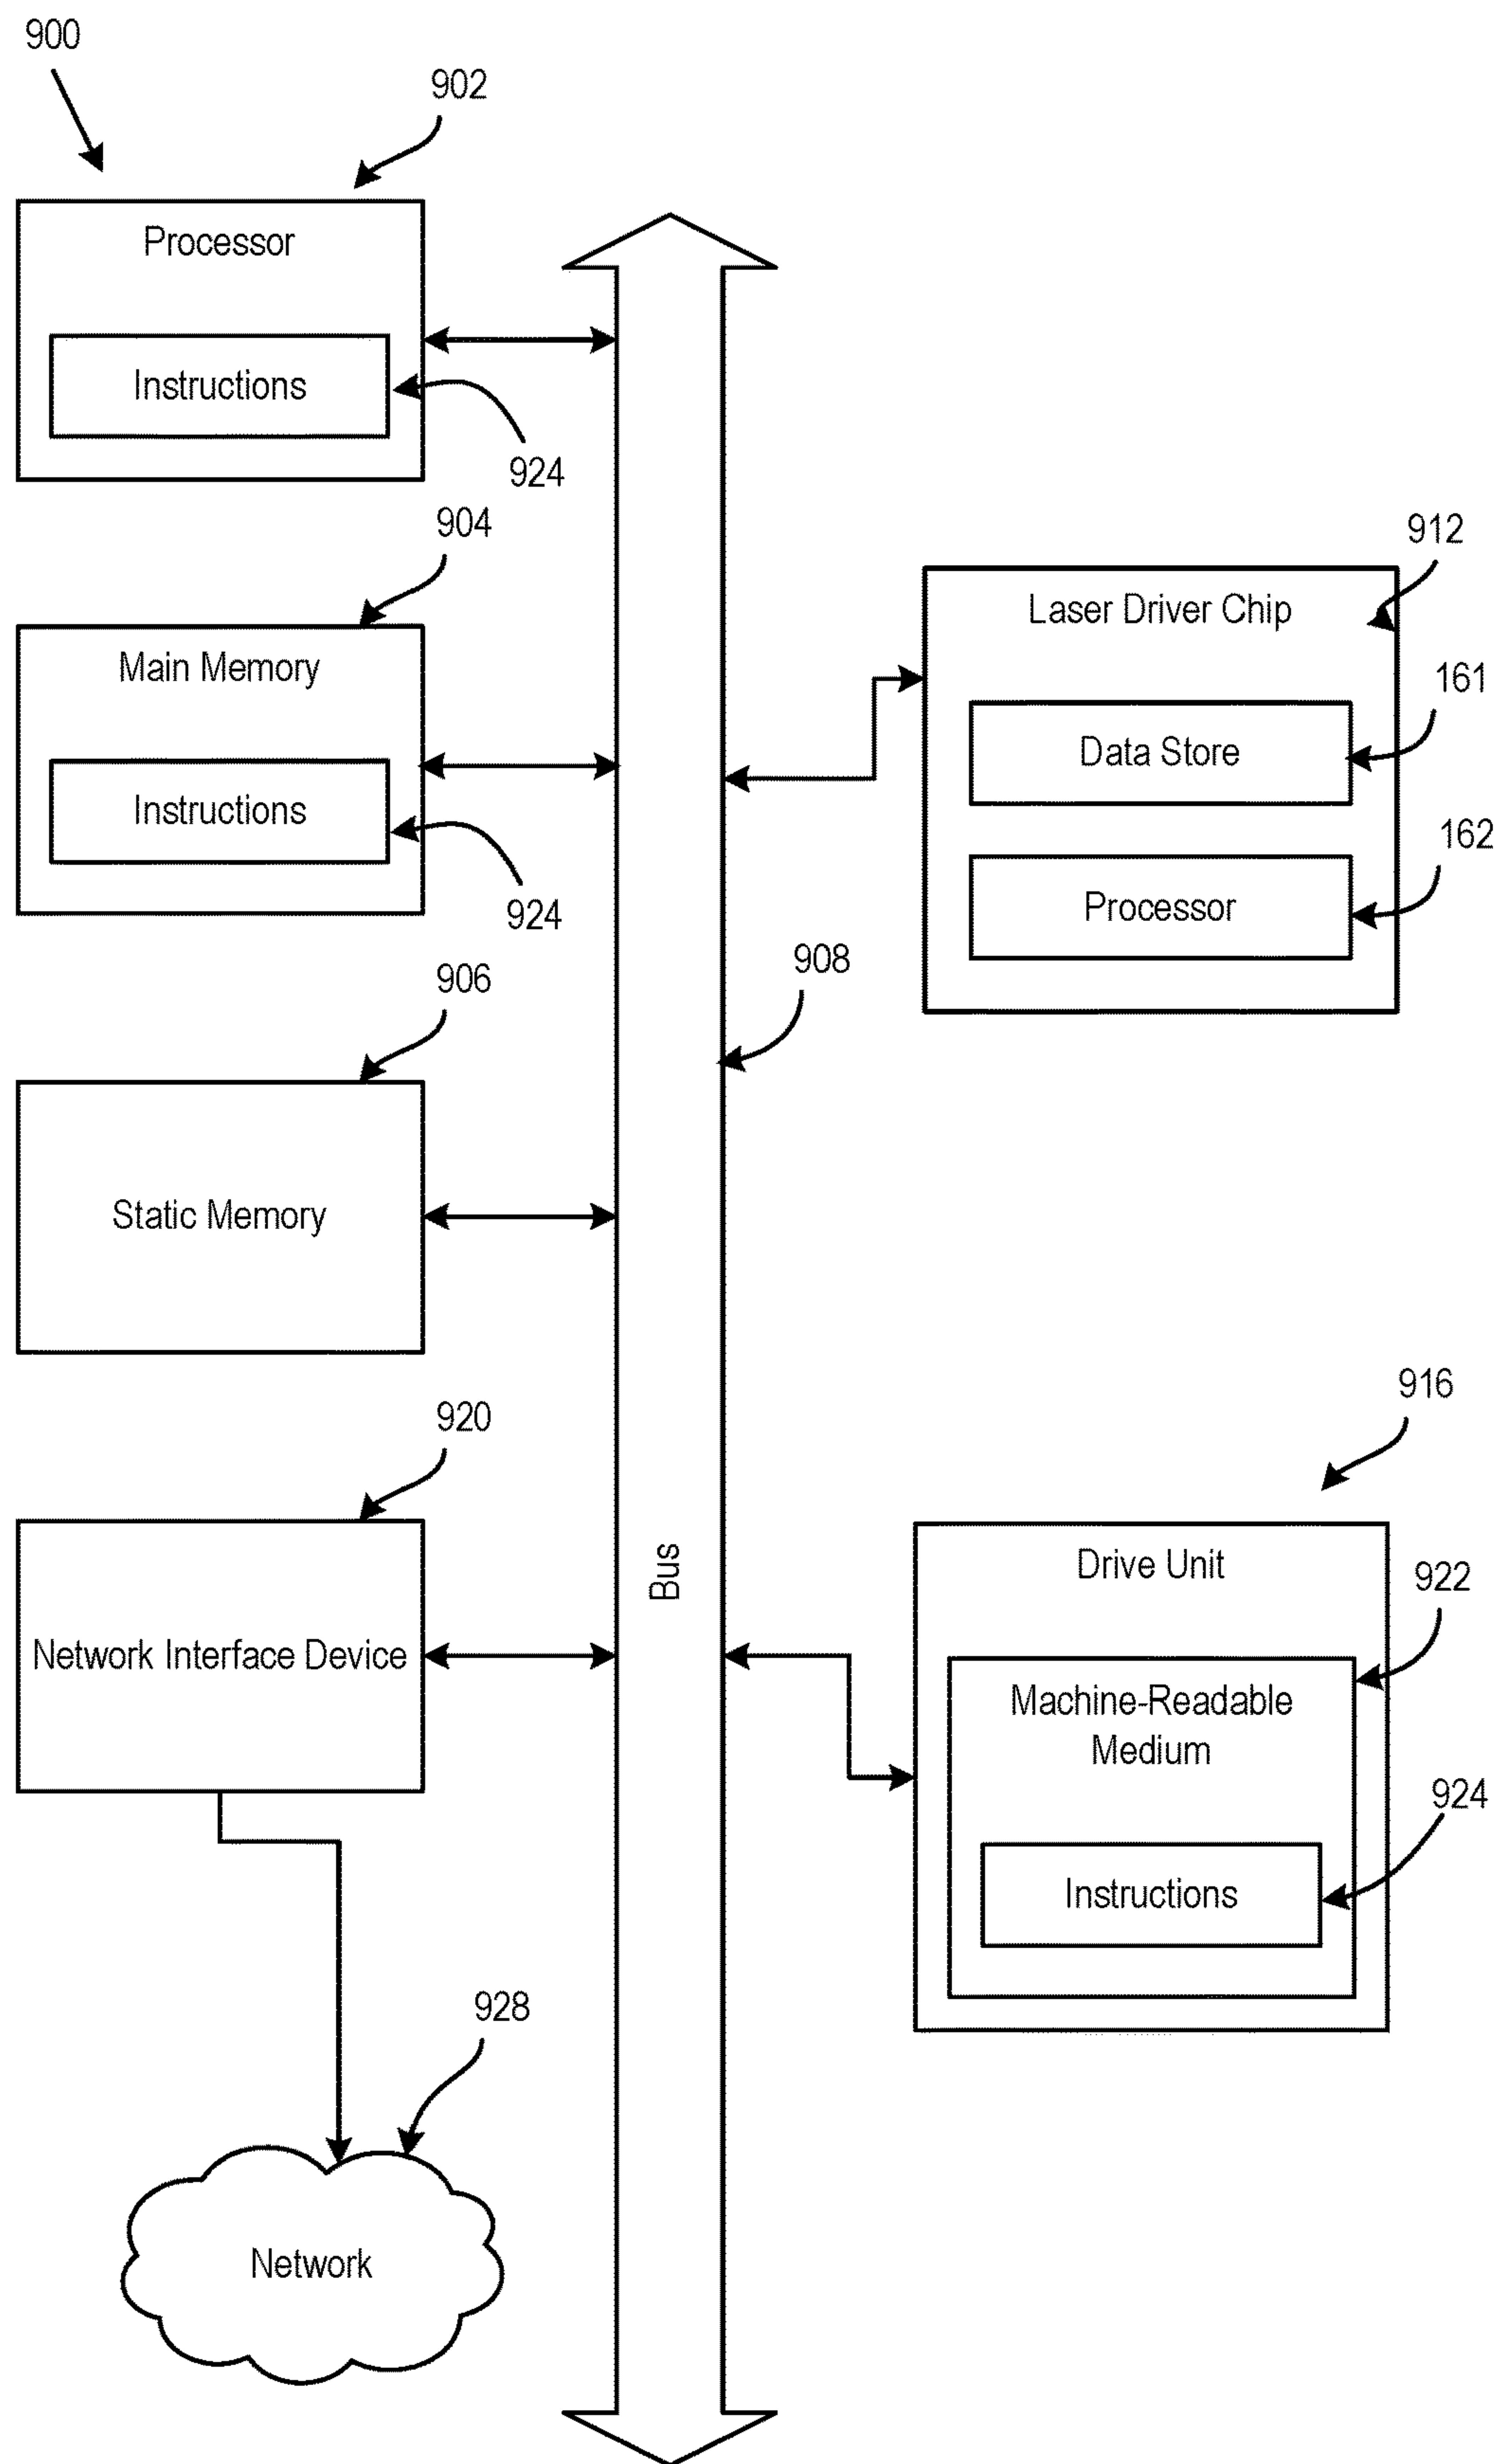 900
902
Processor
Instructions
924
904
Main Memory
Instructions
924
906
Static Memory
920
Network Interface Device
928
Network
Bus
908
912
Laser Driver Chip
161
Data Store
162
Processor
916
Drive Unit
922
Machine-Readable
Medium
924
Instructions